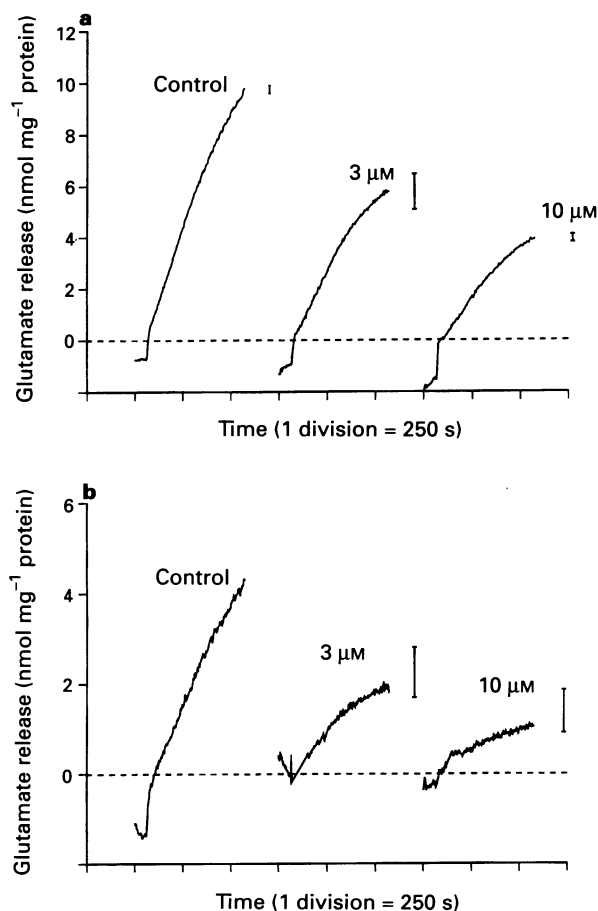 a
Glutamate release (nmol mg⁻¹ protein)
12
10
8
6
4
2
0
Control
3 μM
10 μM
Time (1 division = 250 s)
b
Glutamate release (nmol mg⁻¹ protein)
6
4
2
0
Control
3 μM
10 μM
Time (1 division = 250 s)